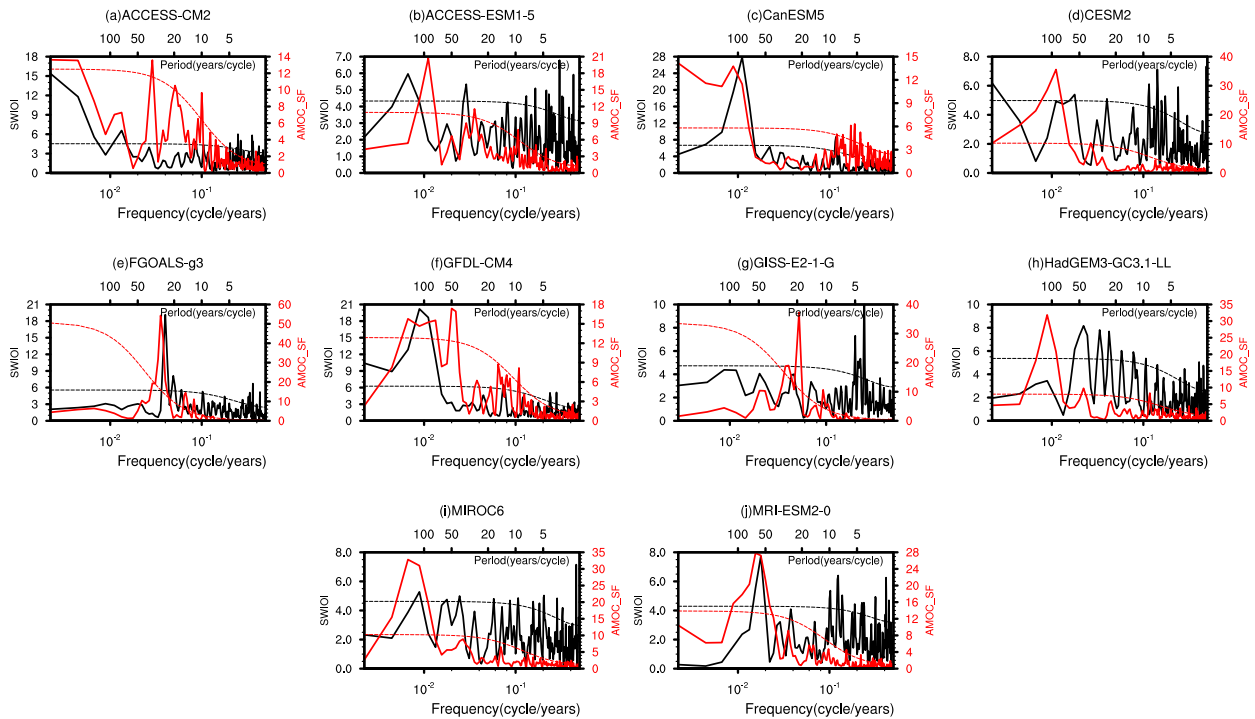 (a)ACCESS-CM2
100 50 20 10 5
Period(years/cycle)
SWIOI
18
15
12
9
6
3
0
AMOC_SF
14
12
10
8
6
4
2
0
10-2 10-1
Frequency(cycle/years)
(b)ACCESS-ESM1-5
100 50 20 10 5
Period(years/cycle)
SWIOI
7.0
6.0
5.0
4.0
3.0
2.0
1.0
0.0
AMOC_SF
21
18
15
12
9
6
3
0
10-2 10-1
Frequency(cycle/years)
(c)CanESM5
100 50 20 10 5
Period(years/cycle)
SWIOI
28
24
20
16
12
8
4
0
AMOC_SF
15
12
9
6
3
0
10-2 10-1
Frequency(cycle/years)
(d)CESM2
100 50 20 10 5
Period(years/cycle)
SWIOI
8.0
6.0
4.0
2.0
0.0
AMOC_SF
40
30
20
10
0
10-2 10-1
Frequency(cycle/years)
(e)FGOALS-g3
100 50 20 10 5
Period(years/cycle)
SWIOI
21
18
15
12
9
6
3
0
AMOC_SF
60
50
40
30
20
10
0
10-2 10-1
Frequency(cycle/years)
(f)GFDL-CM4
100 50 20 10 5
Period(years/cycle)
SWIOI
21
18
15
12
9
6
3
0
AMOC_SF
18
15
12
9
6
3
0
10-2 10-1
Frequency(cycle/years)
(g)GISS-E2-1-G
100 50 20 10 5
Period(years/cycle)
SWIOI
10
8
6
4
2
0
AMOC_SF
40
30
20
10
0
10-2 10-1
Frequency(cycle/years)
(h)HadGEM3-GC3.1-LL
100 50 20 10 5
Period(years/cycle)
SWIOI
10
8
6
4
2
0
AMOC_SF
35
30
25
20
15
10
5
0
10-2 10-1
Frequency(cycle/years)
(i)MIROC6
100 50 20 10 5
Period(years/cycle)
SWIOI
8.0
6.0
4.0
2.0
0.0
AMOC_SF
35
30
25
20
15
10
5
0
10-2 10-1
Frequency(cycle/years)
(j)MRI-ESM2-0
100 50 20 10 5
Period(years/cycle)
SWIOI
8.0
6.0
4.0
2.0
0.0
AMOC_SF
28
24
20
16
12
8
4
0
10-2 10-1
Frequency(cycle/years)